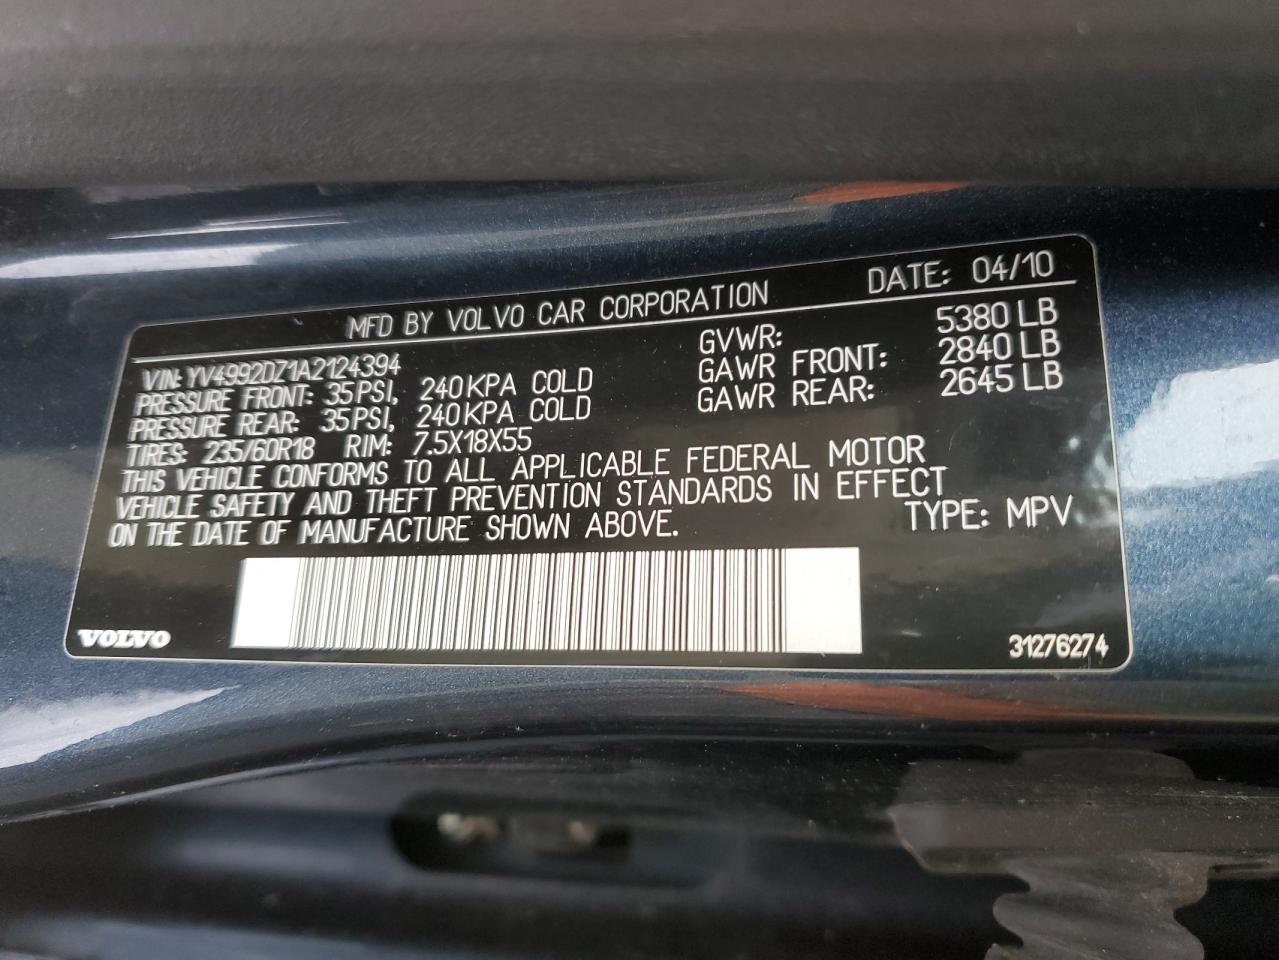 MFD BY VOLVO CAR CORPORATION DATE: 04/10
VIN: YV4992DZ1A2124394 GVWR: 5380 LB
PRESSURE FRONT: 35PSI, 240KPA COLD GAWR FRONT: 2840 LB
PRESSURE REAR: 35PSI, 240KPA COLD GAWR REAR: 2645 LB
TIRES: 235/60R18 RIM: 7.5X18X55
THIS VEHICLE CONFORMS TO ALL APPLICABLE FEDERAL MOTOR
VEHICLE SAFETY AND THEFT PREVENTION STANDARDS IN EFFECT
ON THE DATE OF MANUFACTURE SHOWN ABOVE. TYPE: MPV
VOLVO 31276274